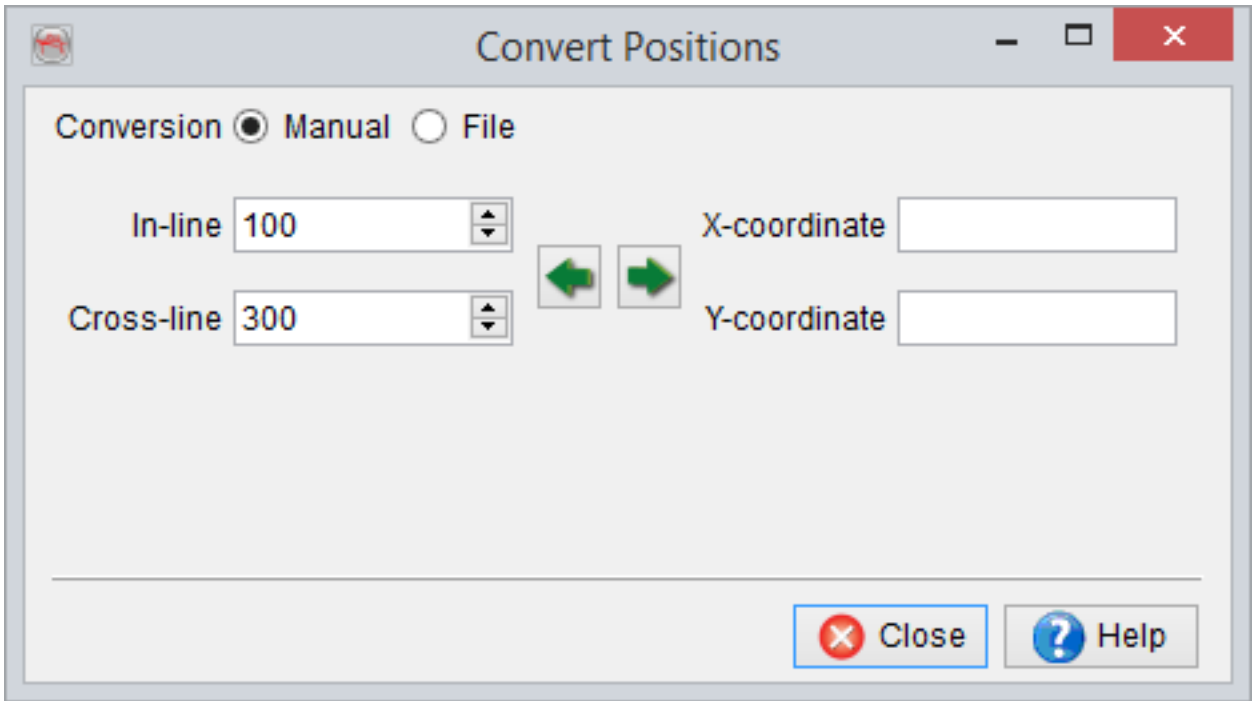 Convert Positions
Conversion Manual File
In-line 100 X-coordinate
Cross-line 300 Y-coordinate
Close Help